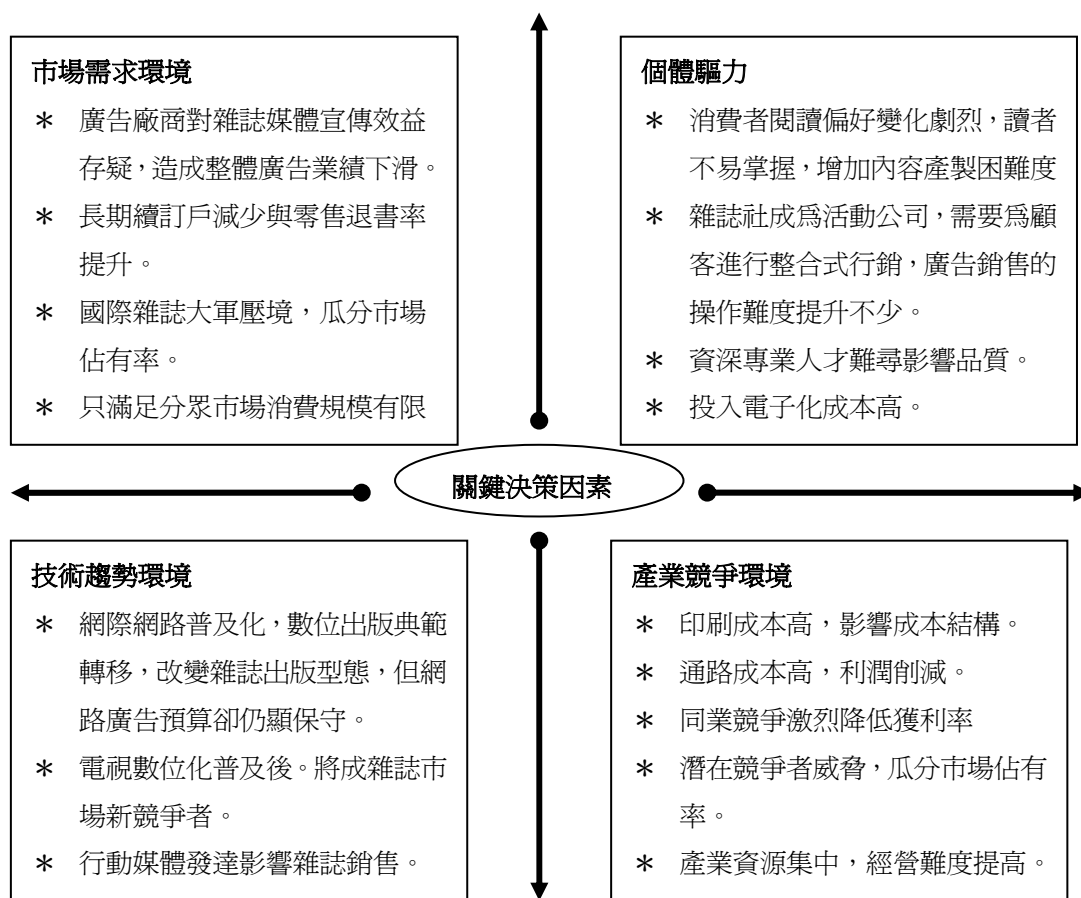 市場需求環境
＊ 廣告廠商對雜誌媒體宣傳效益
存疑，造成整體廣告業績下滑。
＊ 長期續訂戶減少與零售退書率
提升。
＊ 國際雜誌大軍壓境，瓜分市場
佔有率。
＊ 只滿足分眾市場消費規模有限
個體驅力
＊ 消費者閱讀偏好變化劇烈，讀者
不易掌握，增加內容產製困難度
＊ 雜誌社成為活動公司，需要為顧
客進行整合式行銷，廣告銷售的
操作難度提升不少。
＊ 資深專業人才難尋影響品質。
＊ 投入電子化成本高。
關鍵決策因素
技術趨勢環境
＊ 網際網路普及化，數位出版典範
轉移，改變雜誌出版型態，但網
路廣告預算卻仍顯保守。
＊ 電視數位化普及後。將成雜誌市
場新競爭者。
＊ 行動媒體發達影響雜誌銷售。
產業競爭環境
＊ 印刷成本高，影響成本結構。
＊ 通路成本高，利潤削減。
＊ 同業競爭激烈降低獲利率
＊ 潛在競爭者威脅，瓜分市場佔有
率。
＊ 產業資源集中，經營難度提高。